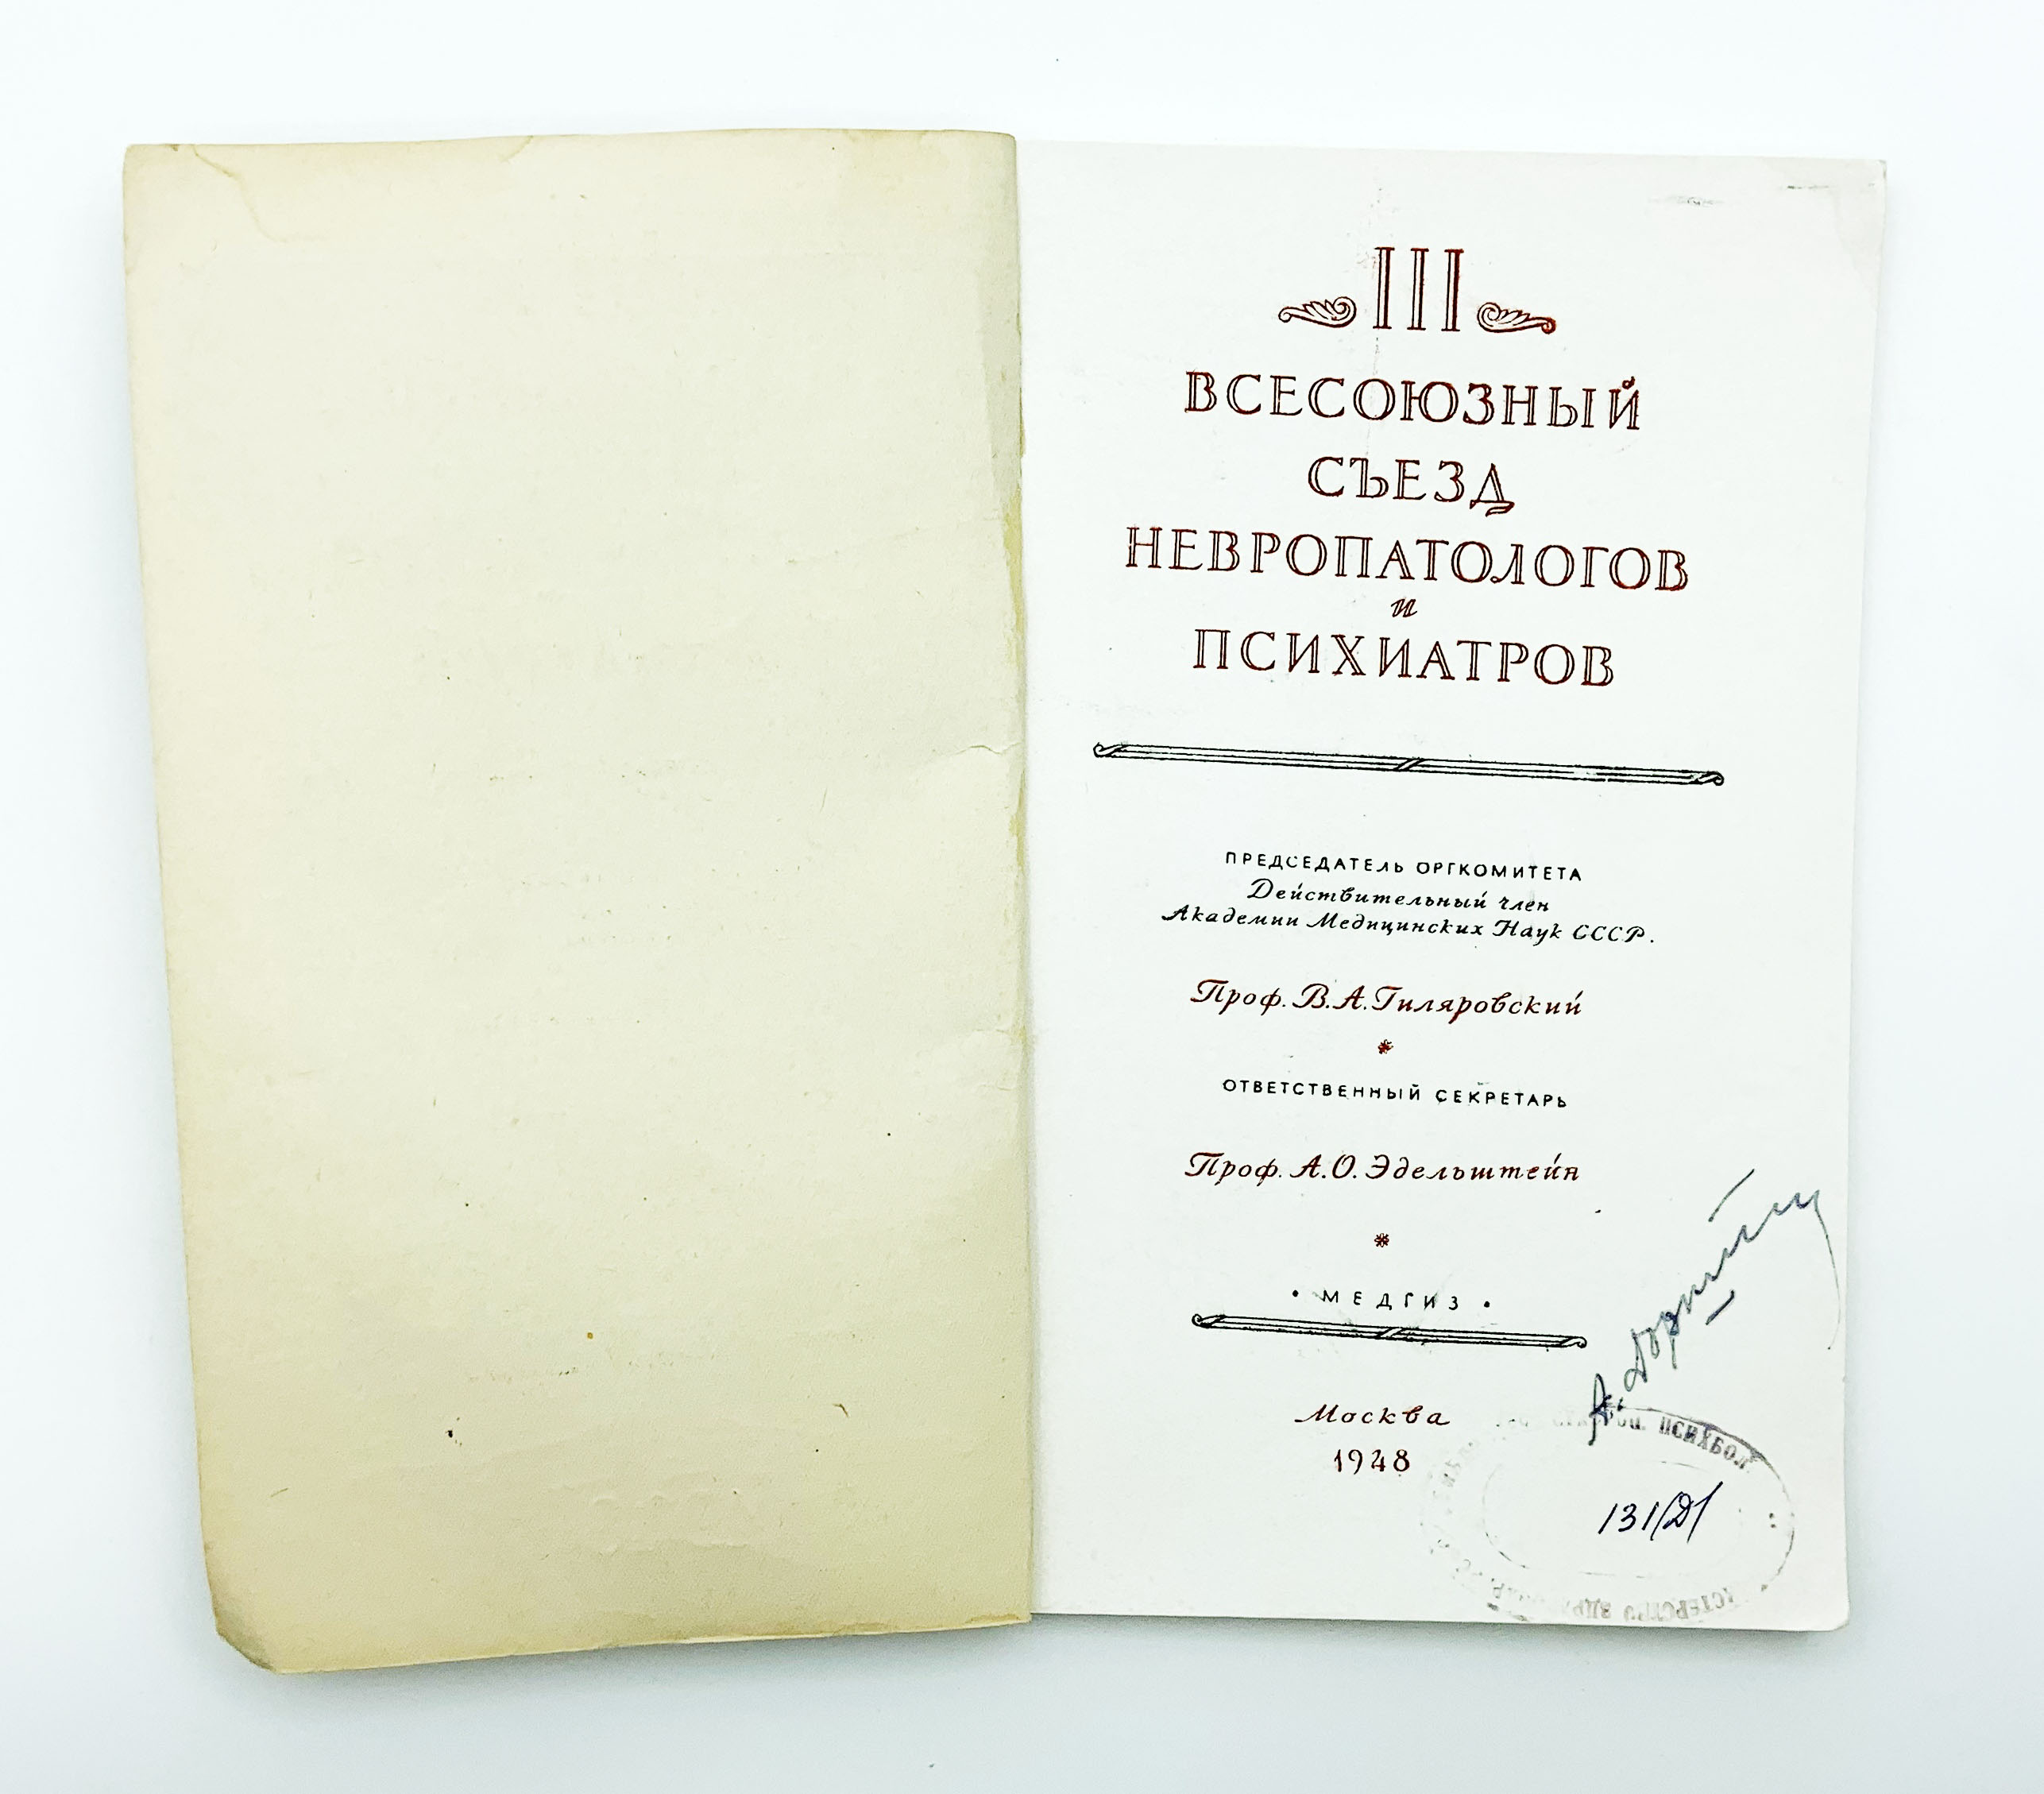 III
ВСЕСОЮЗНЫЙ
СЪЕЗД
НЕВРОПАТОЛОГОВ
и
ПСИХИАТРОВ
ПРЕДСЕДАТЕЛЬ ОРГКОМИТЕТА
Действительный член
Академии Медицинских Наук СССР.
Проф. В. А. Гиляровский
*
ОТВЕТСТВЕННЫЙ СЕКРЕТАРЬ
Проф. А. О. Эдельштейн
*
• МЕДГИЗ •
Москва
1948
ПСИХБОЛ
131(Д)